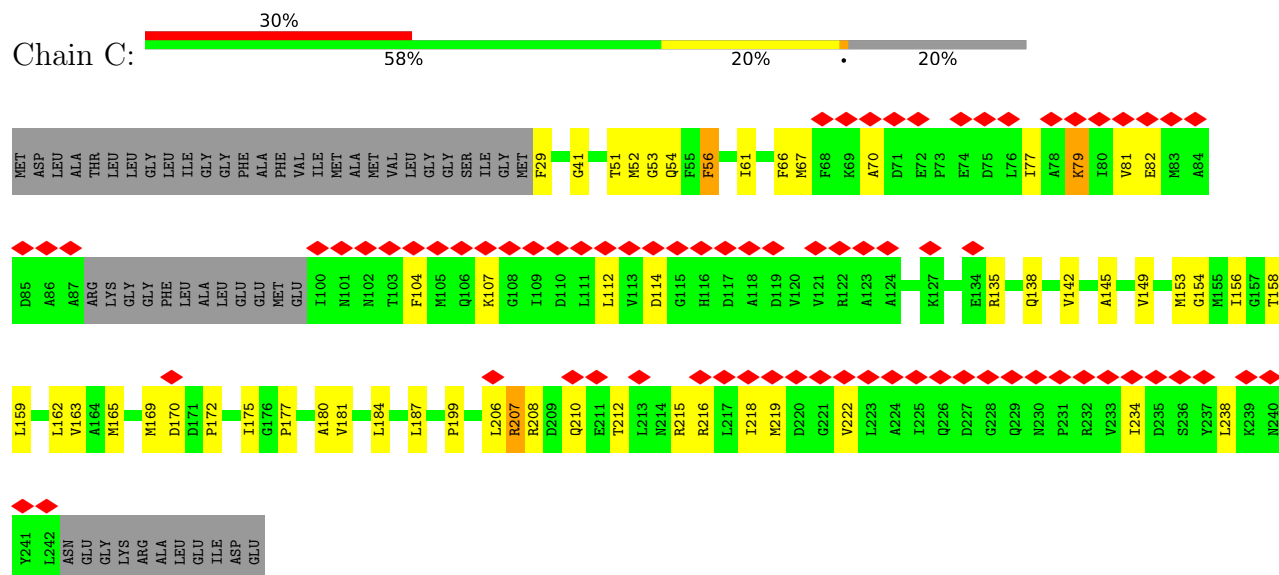 30%
Chain C:
58% 20% • 20%
MET ASP LEU ALA THR LEU LEU GLY LEU ILE GLY GLY PHE ALA PHE VAL ILE MET ALA MET VAL LEU GLY GLY SER ILE GLY MET F29 G41 T51 M52 G53 Q54 F55 F56 I61 F66 M67 F68 K69 A70 D71 E72 P73 E74 D75 L76 I77 A78 K79 I80 V81 E82 M83 A84
D85 A86 A87 ARG LYS GLY GLY PHE LEU ALA LEU GLU GLU MET GLU I100 N101 N102 T103 F104 M105 Q106 K107 G108 I109 D110 L111 L112 V113 D114 G115 H116 D117 A118 D119 V120 V121 R122 A123 A124 K127 E134 R135 Q138 V142 A145 V149 M153 G154 M155 I156 G157 T158
L159 L162 V163 A164 M165 M169 D170 D171 P172 I175 G176 P177 A180 V181 L184 L187 P199 L206 R207 R208 D209 Q210 E211 T212 L213 N214 R215 R216 L217 I218 M219 D220 G221 V222 L223 A224 I225 Q226 D227 G228 Q229 N230 P231 R232 V233 I234 D235 S236 Y237 L238 K239 N240
Y241 L242 ASN GLU GLY LYS ARG ALA LEU GLU ILE ASP GLU